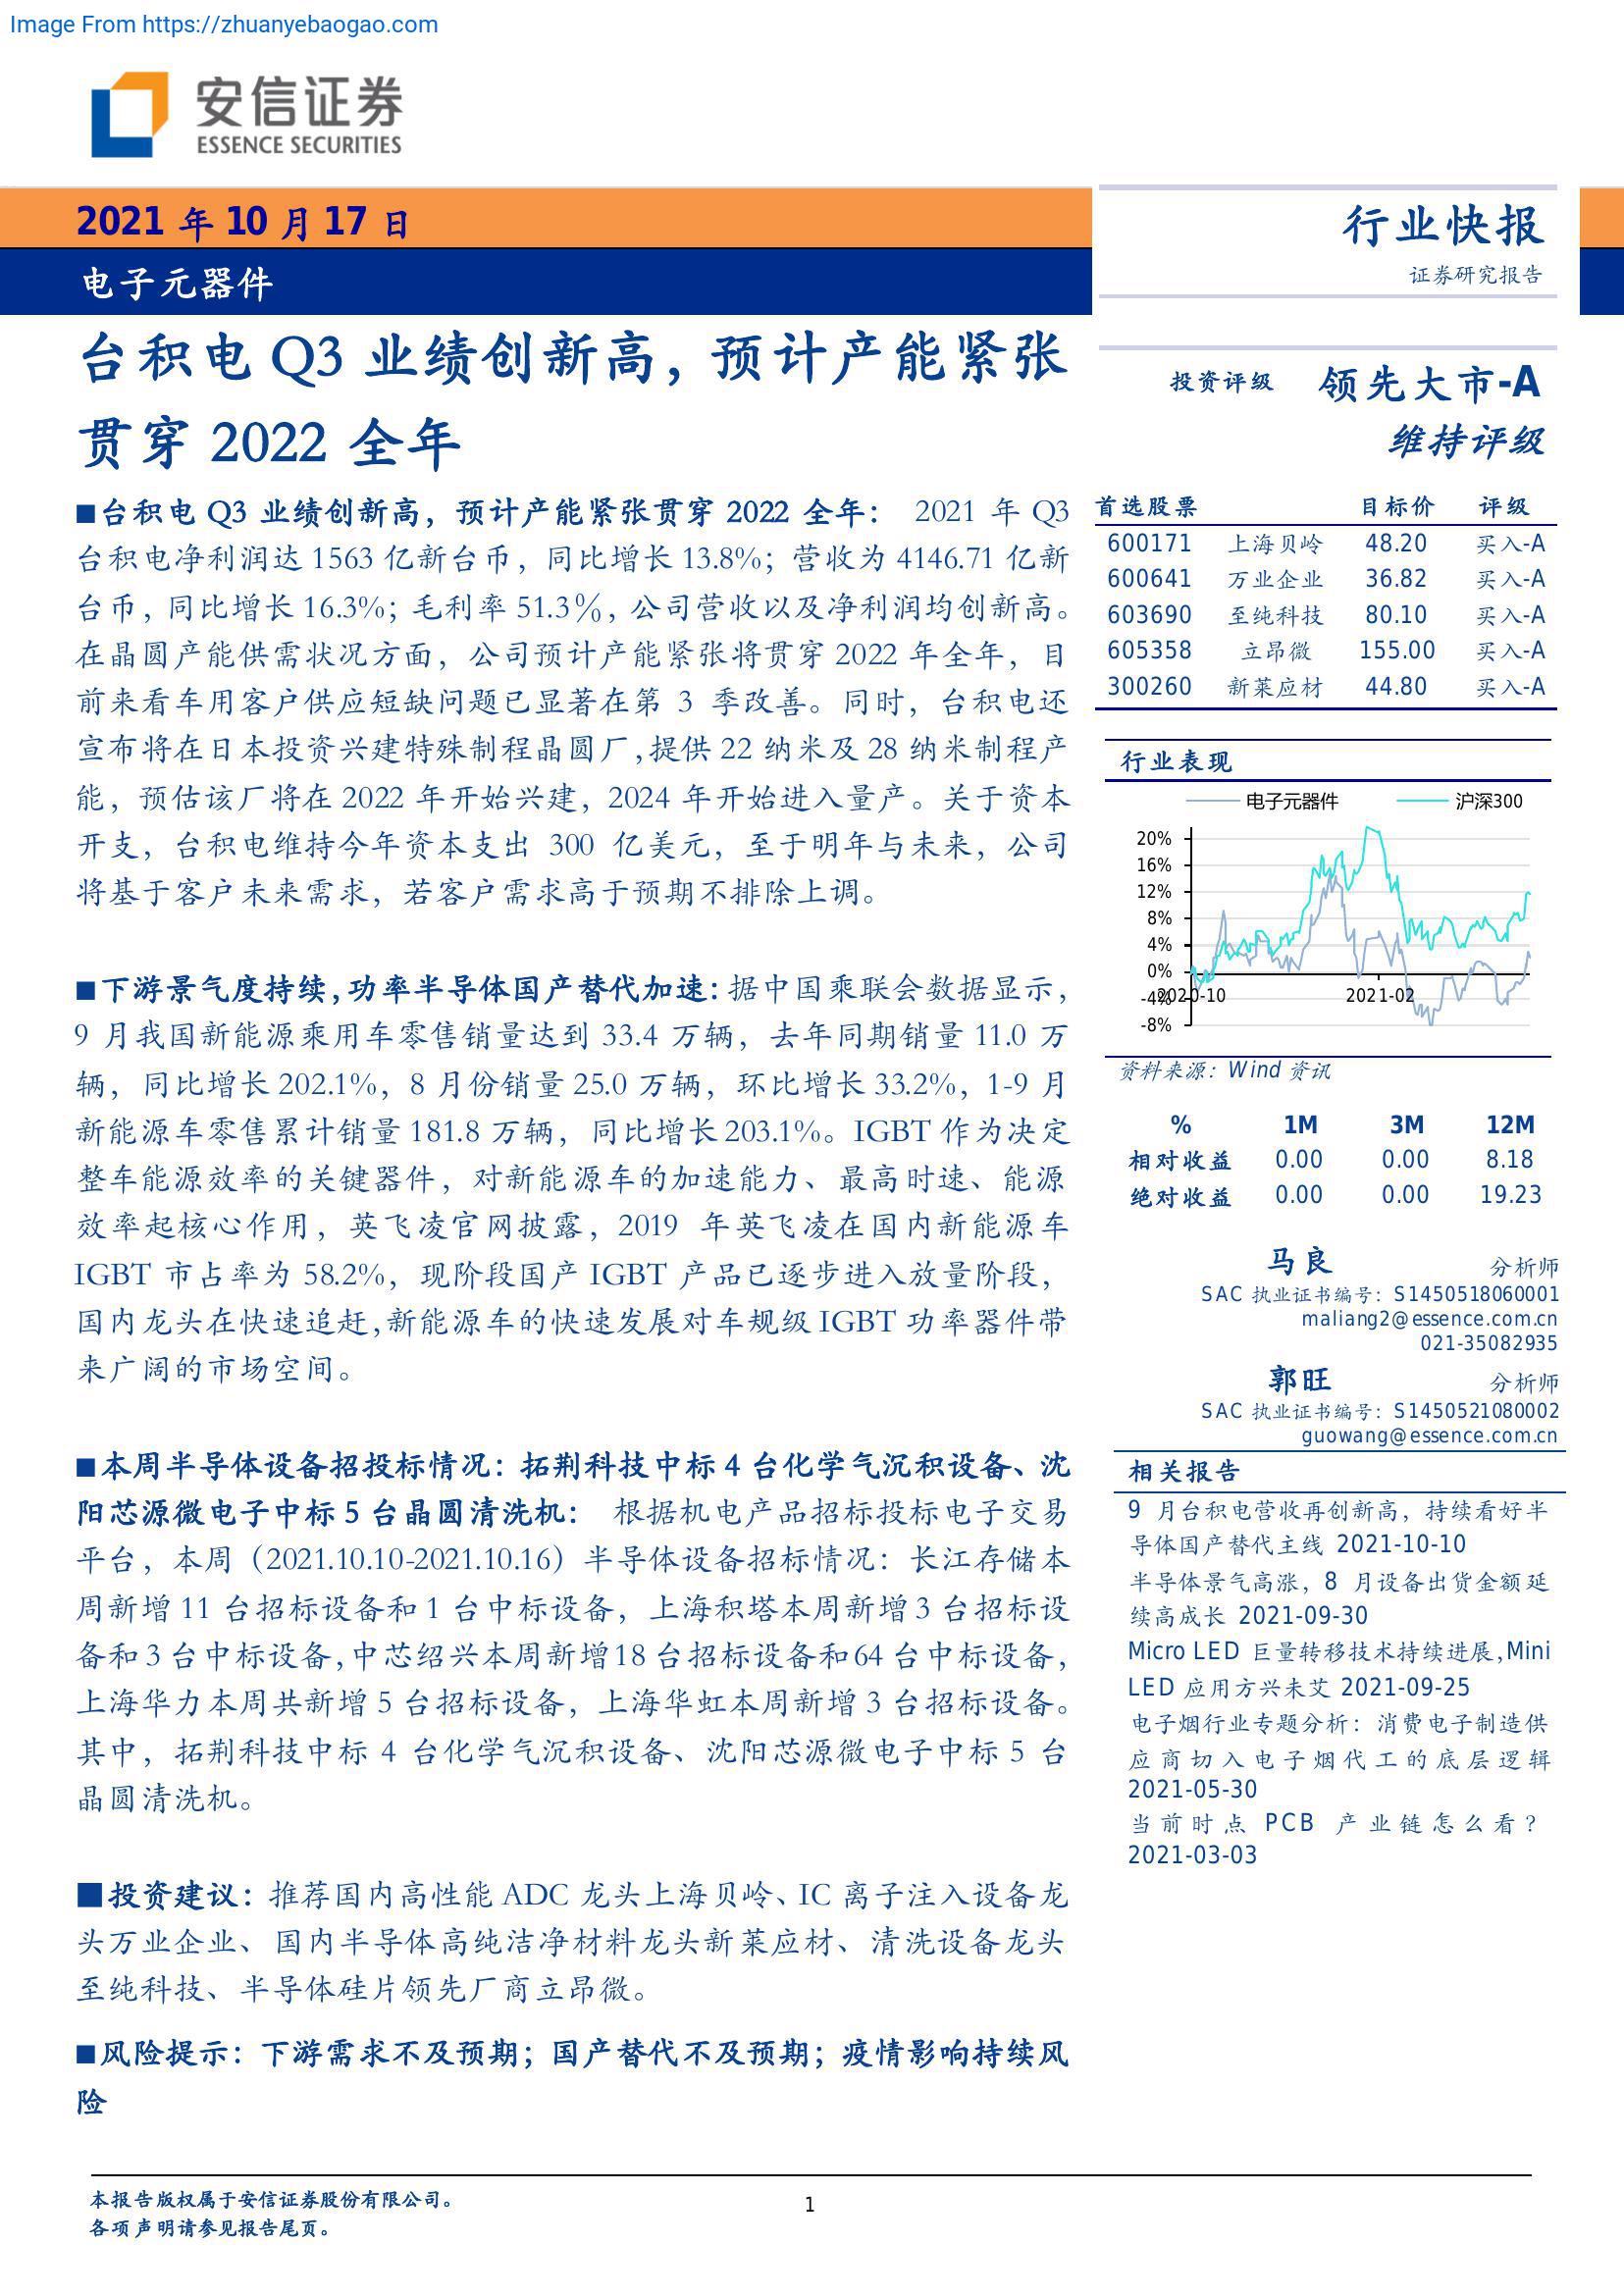 Image From https://zhuanyebaogao.com
安信证券
ESSENCE SECURITIES
2021 年 10 月 17 日
电子元器件
行业快报
证券研究报告
台积电 Q3 业绩创新高，预计产能紧张
贯穿 2022 全年
■台积电 Q3 业绩创新高，预计产能紧张贯穿 2022 全年： 2021 年 Q3
台积电净利润达 1563 亿新台币，同比增长 13.8%；营收为 4146.71 亿新
台币，同比增长 16.3%；毛利率 51.3％，公司营收以及净利润均创新高。
在晶圆产能供需状况方面，公司预计产能紧张将贯穿 2022 年全年，目
前来看车用客户供应短缺问题已显著在第 3 季改善。同时，台积电还
宣布将在日本投资兴建特殊制程晶圆厂，提供 22 纳米及 28 纳米制程产
能，预估该厂将在 2022 年开始兴建，2024 年开始进入量产。关于资本
开支，台积电维持今年资本支出 300 亿美元，至于明年与未来，公司
将基于客户未来需求，若客户需求高于预期不排除上调。
■下游景气度持续，功率半导体国产替代加速：据中国乘联会数据显示，
9 月我国新能源乘用车零售销量达到 33.4 万辆，去年同期销量 11.0 万
辆，同比增长 202.1%，8 月份销量 25.0 万辆，环比增长 33.2%，1-9 月
新能源车零售累计销量 181.8 万辆，同比增长 203.1%。IGBT 作为决定
整车能源效率的关键器件，对新能源车的加速能力、最高时速、能源
效率起核心作用，英飞凌官网披露，2019 年英飞凌在国内新能源车
IGBT 市占率为 58.2%，现阶段国产 IGBT 产品已逐步进入放量阶段，
国内龙头在快速追赶，新能源车的快速发展对车规级 IGBT 功率器件带
来广阔的市场空间。
■本周半导体设备招投标情况：拓荆科技中标 4 台化学气沉积设备、沈
阳芯源微电子中标 5 台晶圆清洗机： 根据机电产品招标投标电子交易
平台，本周（2021.10.10-2021.10.16）半导体设备招标情况：长江存储本
周新增 11 台招标设备和 1 台中标设备，上海积塔本周新增 3 台招标设
备和 3 台中标设备，中芯绍兴本周新增 18 台招标设备和 64 台中标设备，
上海华力本周共新增 5 台招标设备，上海华虹本周新增 3 台招标设备。
其中，拓荆科技中标 4 台化学气沉积设备、沈阳芯源微电子中标 5 台
晶圆清洗机。
■投资建议：推荐国内高性能 ADC 龙头上海贝岭、IC 离子注入设备龙
头万业企业、国内半导体高纯洁净材料龙头新莱应材、清洗设备龙头
至纯科技、半导体硅片领先厂商立昂微。
■风险提示：下游需求不及预期；国产替代不及预期；疫情影响持续风
险
投资评级 领先大市-A
维持评级
首选股票 目标价 评级
600171 上海贝岭 48.20 买入-A
600641 万业企业 36.82 买入-A
603690 至纯科技 80.10 买入-A
605358 立昂微 155.00 买入-A
300260 新莱应材 44.80 买入-A
行业表现
电子元器件 沪深300
20%
16%
12%
8%
4%
0%
-4%
-8%
2020-10 2021-02
资料来源：Wind 资讯
% 1M 3M 12M
相对收益 0.00 0.00 8.18
绝对收益 0.00 0.00 19.23
马良 分析师
SAC 执业证书编号：S1450518060001
maliang2@essence.com.cn
021-35082935
郭旺 分析师
SAC 执业证书编号：S1450521080002
guowang@essence.com.cn
相关报告
9 月台积电营收再创新高，持续看好半
导体国产替代主线 2021-10-10
半导体景气高涨，8 月设备出货金额延
续高成长 2021-09-30
Micro LED 巨量转移技术持续进展,Mini
LED 应用方兴未艾 2021-09-25
电子烟行业专题分析：消费电子制造供
应商切入电子烟代工的底层逻辑
2021-05-30
当前时点 PCB 产业链怎么看？
2021-03-03
本报告版权属于安信证券股份有限公司。
各项声明请参见报告尾页。
1